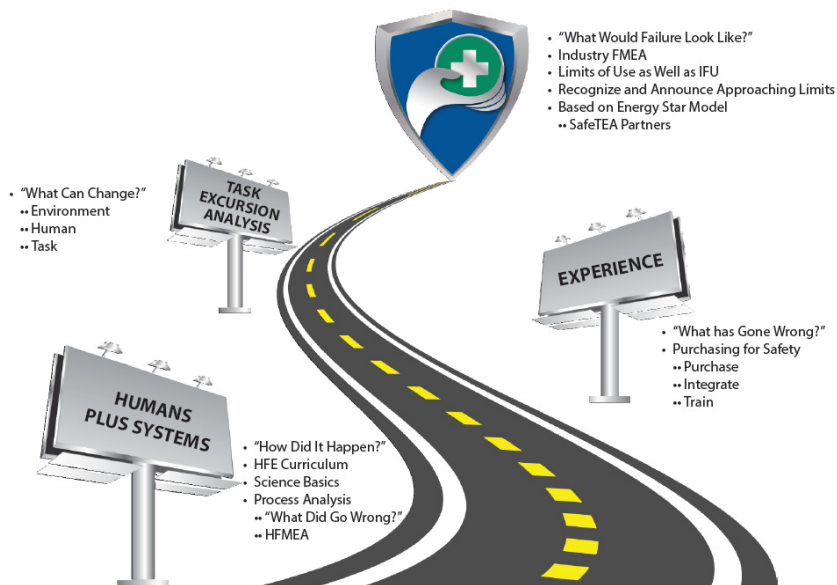 • “What Would Failure Look Like?”
• Industry FMEA
• Limits of Use as Well as IFU
• Recognize and Announce Approaching Limits
• Based on Energy Star Model
•• SafeTEA Partners
TASK
EXCURSION
ANALYSIS
• “What Can Change?”
•• Environment
•• Human
•• Task
EXPERIENCE
• “What has Gone Wrong?”
• Purchasing for Safety
•• Purchase
•• Integrate
•• Train
HUMANS
PLUS SYSTEMS
• “How Did It Happen?”
• HFE Curriculum
• Science Basics
• Process Analysis
•• “What Did Go Wrong?”
•• HFMEA